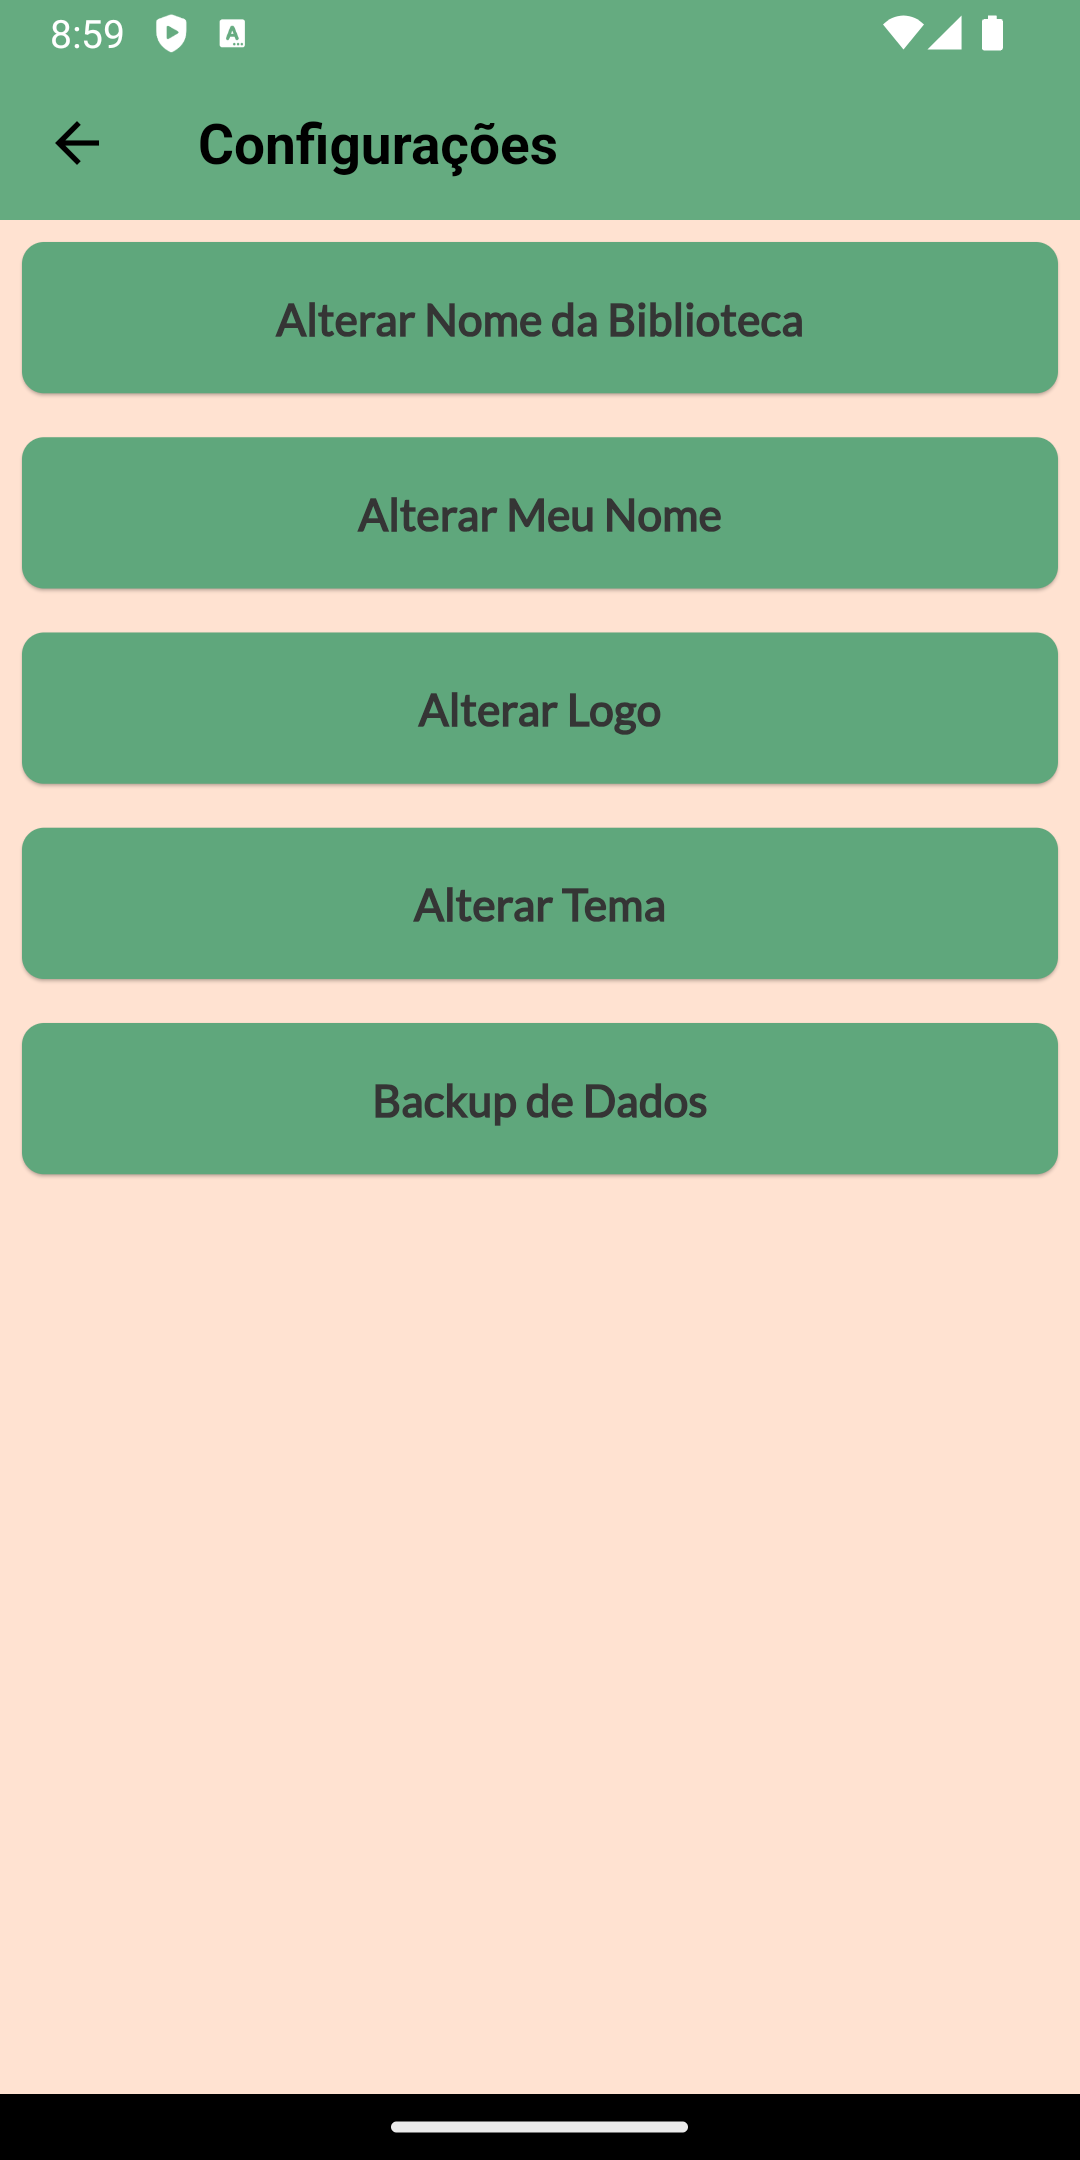 8:59
Configurações
Alterar Nome da Biblioteca
Alterar Meu Nome
Alterar Logo
Alterar Tema
Backup de Dados